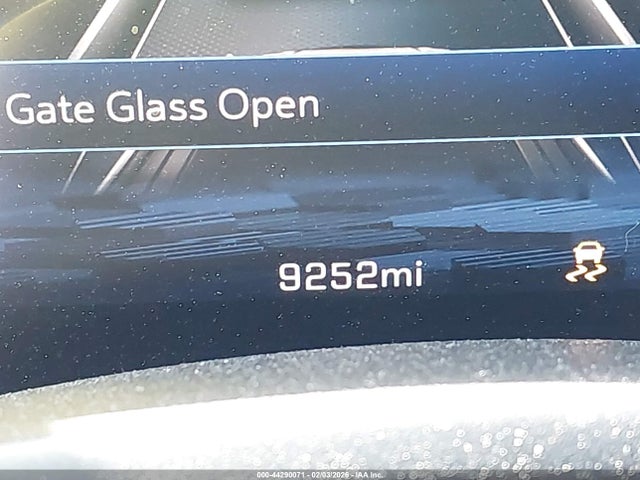 Gate Glass Open
9252mi
000-44290071 - 02/03/2026 - IAA Inc.